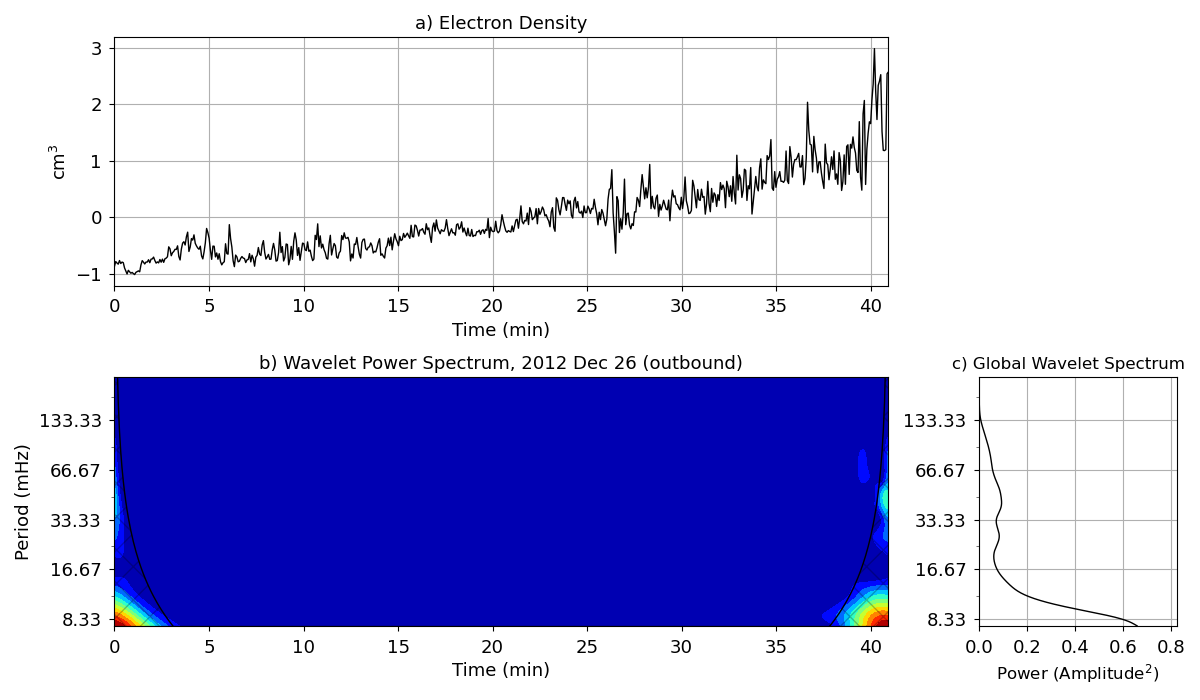 a) Electron Density
3
2
1
0
−1
cm³
0 5 10 15 20 25 30 35 40
Time (min)
b) Wavelet Power Spectrum, 2012 Dec 26 (outbound)
133.33
66.67
33.33
16.67
8.33
Period (mHz)
0 5 10 15 20 25 30 35 40
Time (min)
c) Global Wavelet Spectrum
133.33
66.67
33.33
16.67
8.33
0.0 0.2 0.4 0.6 0.8
Power (Amplitude²)